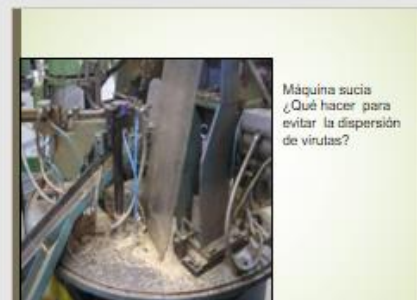 Máquina sucia
¿Qué hacer para
evitar la dispersión
de virutas?